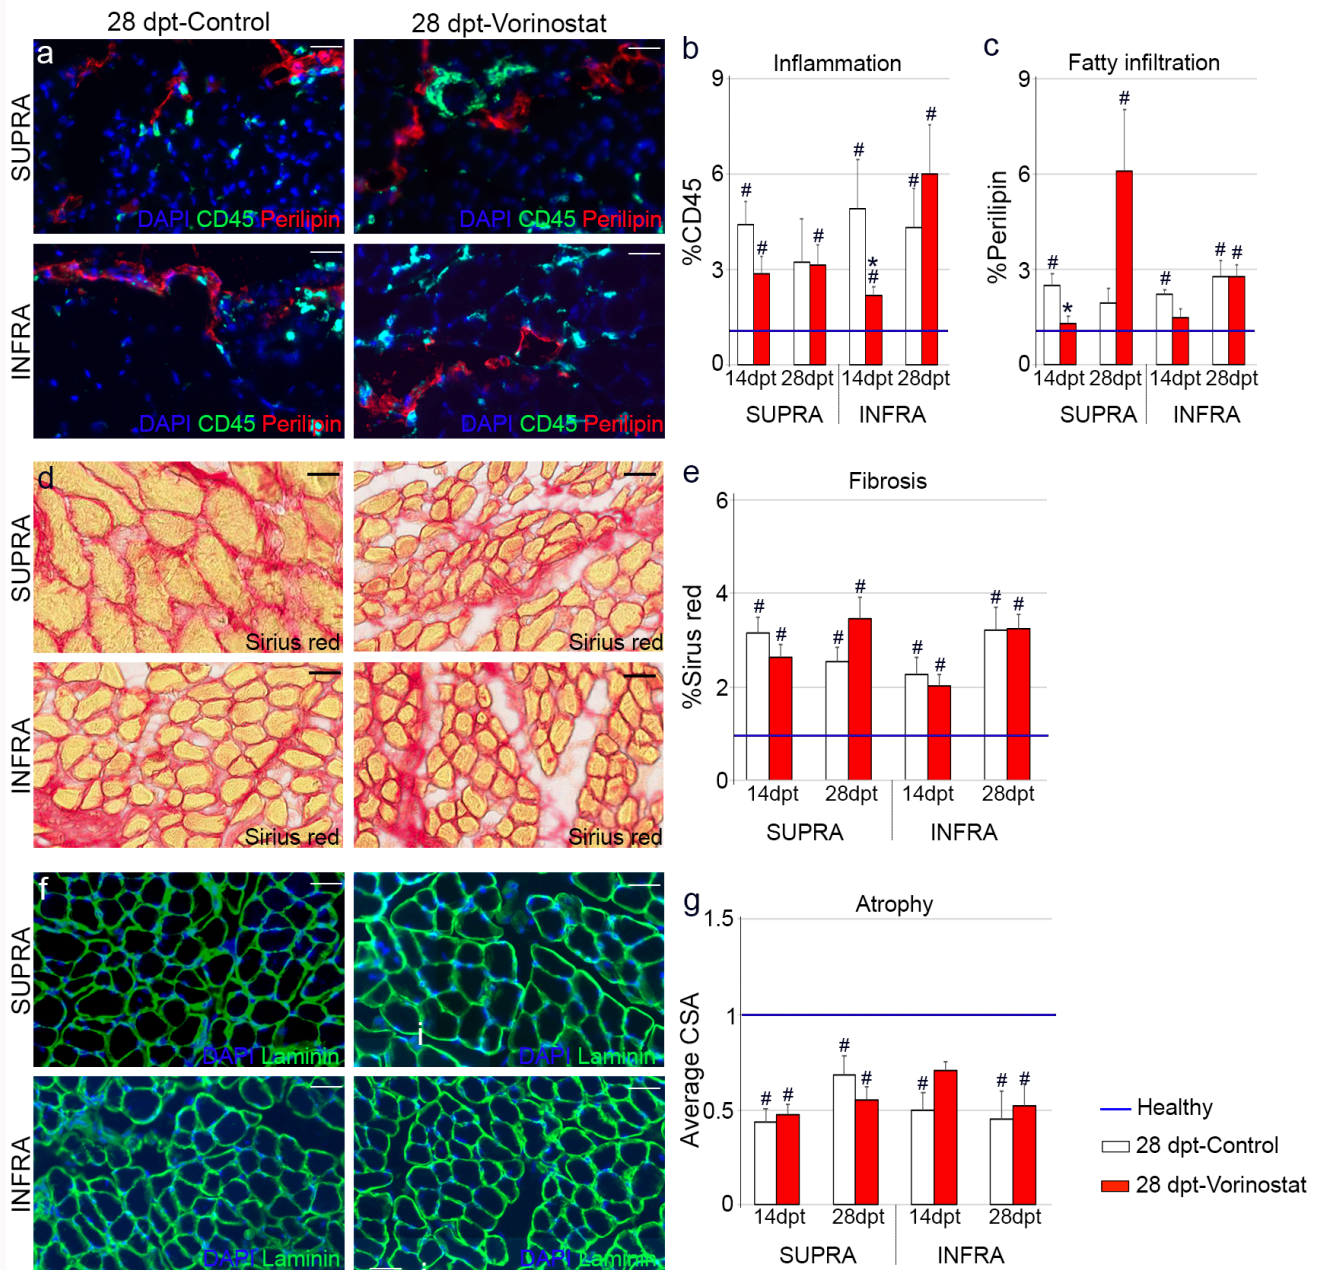 28 dpt-Control
28 dpt-Vorinostat
a
SUPRA
DAPI CD45 Perilipin
DAPI CD45 Perilipin
INFRA
DAPI CD45 Perilipin
DAPI CD45 Perilipin
b
Inflammation
9
6
3
0
%CD45
# # # # * # # #
14dpt 28dpt 14dpt 28dpt
SUPRA INFRA
c
Fatty infiltration
9
6
3
0
%Perilipin
# * # # # #
14dpt 28dpt 14dpt 28dpt
SUPRA INFRA
d
SUPRA
Sirius red
Sirius red
INFRA
Sirius red
Sirius red
e
Fibrosis
6
4
2
0
%Sirus red
# # # # # # # #
14dpt 28dpt 14dpt 28dpt
SUPRA INFRA
f
SUPRA
DAPI Laminin
i
DAPI Laminin
INFRA
DAPI Laminin
DAPI Laminin
g
Atrophy
1.5
1
0.5
0
Average CSA
# # # # # # #
14dpt 28dpt 14dpt 28dpt
SUPRA INFRA
Healthy
28 dpt-Control
28 dpt-Vorinostat